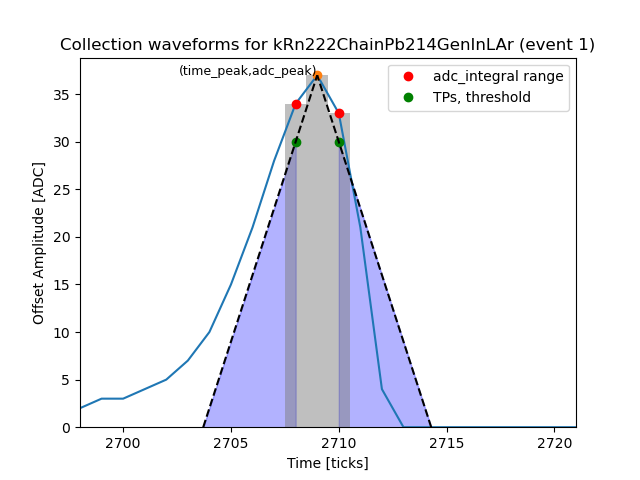 Collection waveforms for kRn222ChainPb214GenInLAr (event 1)
(time_peak,adc_peak)
adc_integral range
TPs, threshold
Offset Amplitude [ADC]
35
30
25
20
15
10
5
0
2700 2705 2710 2715 2720
Time [ticks]